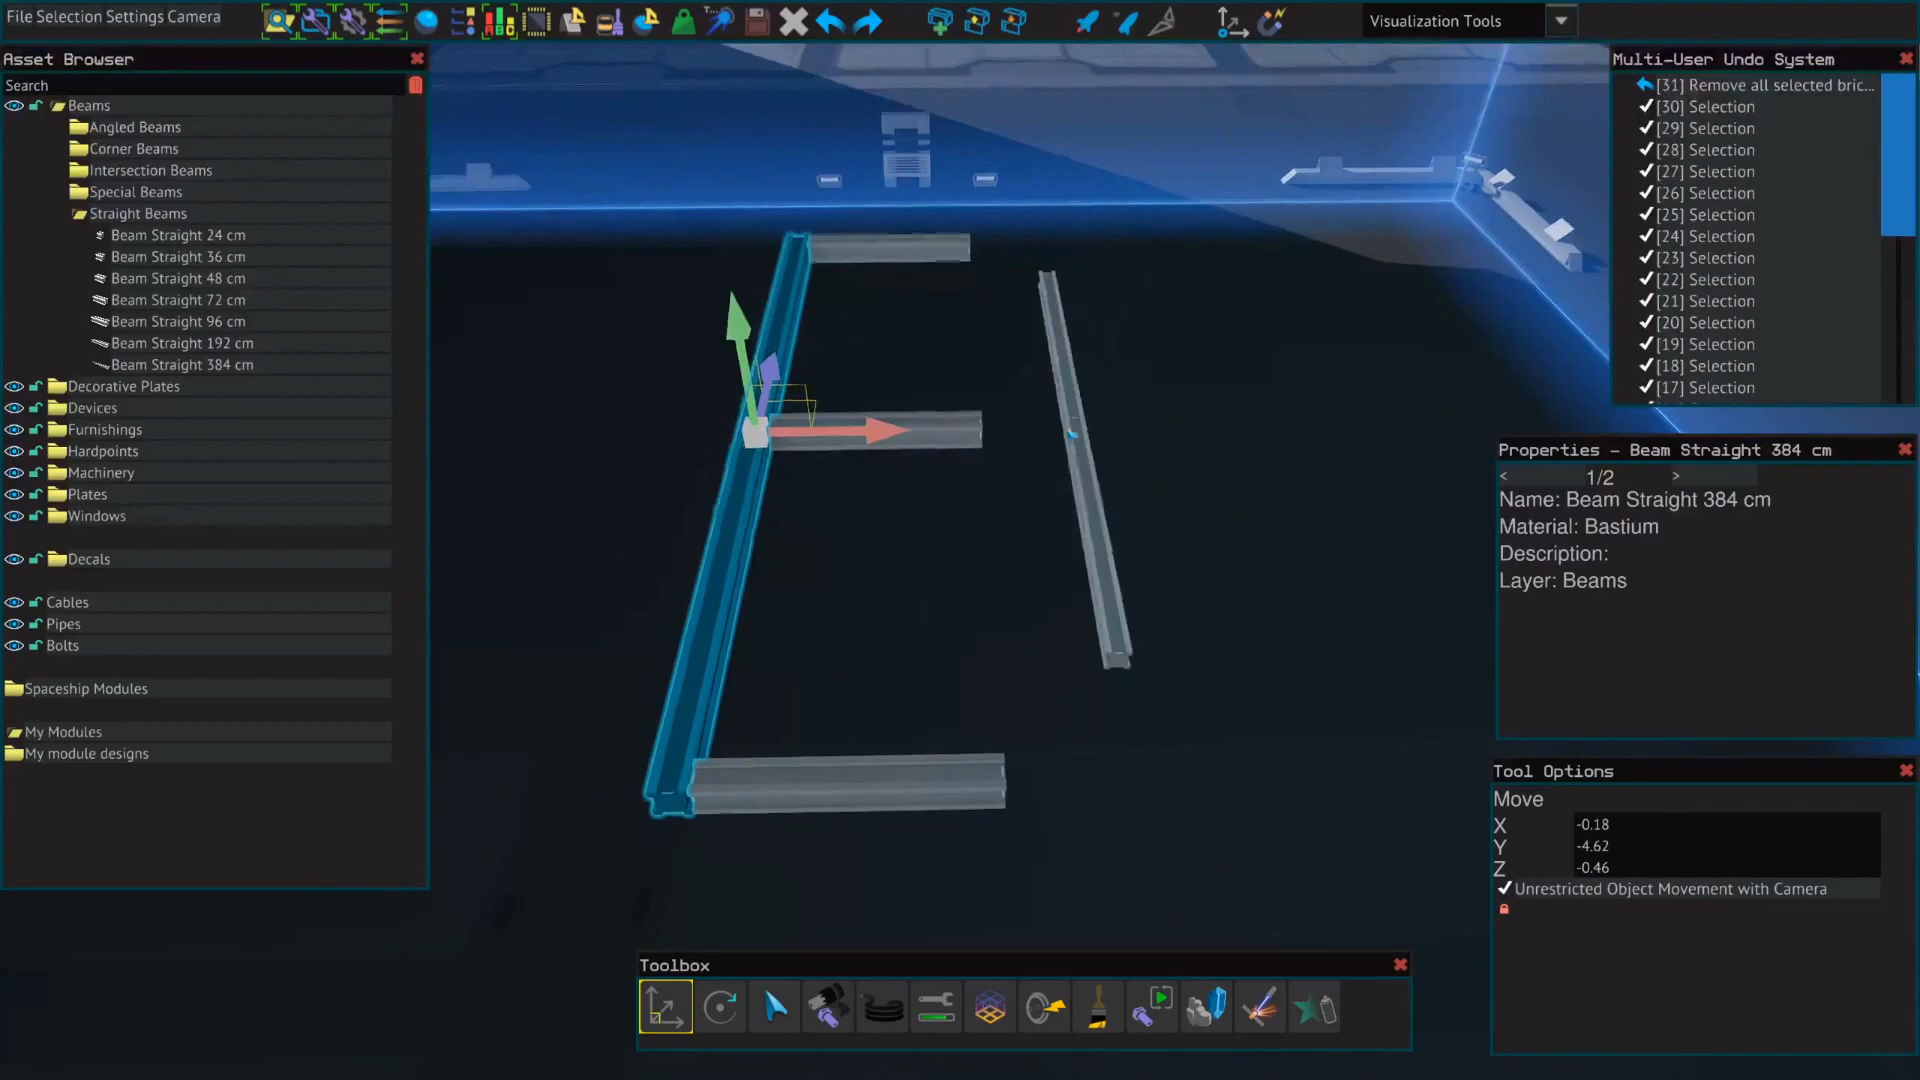 File Selection Settings Camera
Visualization Tools
Asset Browser
Search
Beams
Angled Beams
Corner Beams
Intersection Beams
Special Beams
Straight Beams
Beam Straight 24 cm
Beam Straight 36 cm
Beam Straight 48 cm
Beam Straight 72 cm
Beam Straight 96 cm
Beam Straight 192 cm
Beam Straight 384 cm
Decorative Plates
Devices
Furnishings
Hardpoints
Machinery
Plates
Windows
Decals
Cables
Pipes
Bolts
Spaceship Modules
My Modules
My module designs
Multi-User Undo System
[31] Remove all selected bric...
[30] Selection
[29] Selection
[28] Selection
[27] Selection
[26] Selection
[25] Selection
[24] Selection
[23] Selection
[22] Selection
[21] Selection
[20] Selection
[19] Selection
[18] Selection
[17] Selection
Properties - Beam Straight 384 cm
< 1/2 >
Name: Beam Straight 384 cm
Material: Bastium
Description:
Layer: Beams
Tool Options
Move
X -0.18
Y -4.62
Z -0.46
Unrestricted Object Movement with Camera
Toolbox